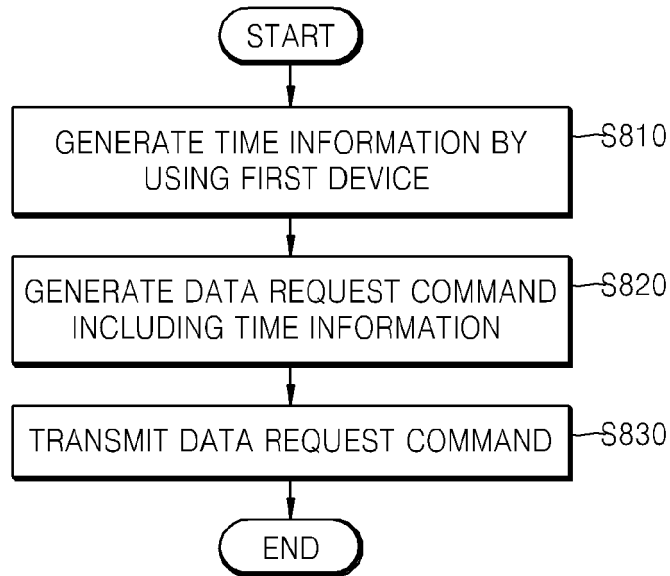 START
GENERATE TIME INFORMATION BY
USING FIRST DEVICE
S810
GENERATE DATA REQUEST COMMAND
INCLUDING TIME INFORMATION
S820
TRANSMIT DATA REQUEST COMMAND
S830
END